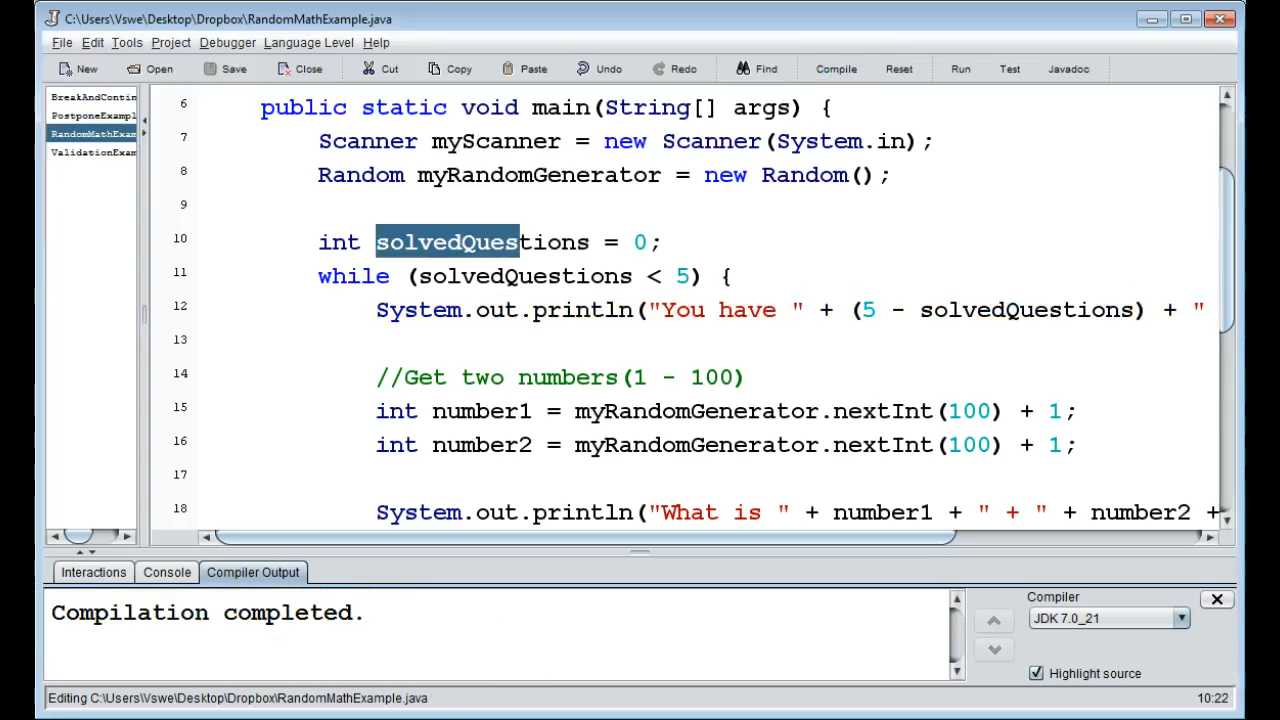 C:\Users\Vswe\Desktop\Dropbox\RandomMathExample.java
File Edit Tools Project Debugger Language Level Help
New Open Save Close Cut Copy Paste Undo Redo Find Compile Reset Run Test Javadoc
BreakAndContin
PostponeExampl
RandomMathExam
ValidationExam
6 public static void main(String[] args) {
7 Scanner myScanner = new Scanner(System.in);
8 Random myRandomGenerator = new Random();
9
10 int solvedQuestions = 0;
11 while (solvedQuestions < 5) {
12 System.out.println("You have " + (5 - solvedQuestions) + "
13
14 //Get two numbers(1 - 100)
15 int number1 = myRandomGenerator.nextInt(100) + 1;
16 int number2 = myRandomGenerator.nextInt(100) + 1;
17
18 System.out.println("What is " + number1 + " + " + number2 +
Interactions Console Compiler Output
Compilation completed.
Compiler
JDK 7.0_21
Highlight source
Editing C:\Users\Vswe\Desktop\Dropbox\RandomMathExample.java 10:22